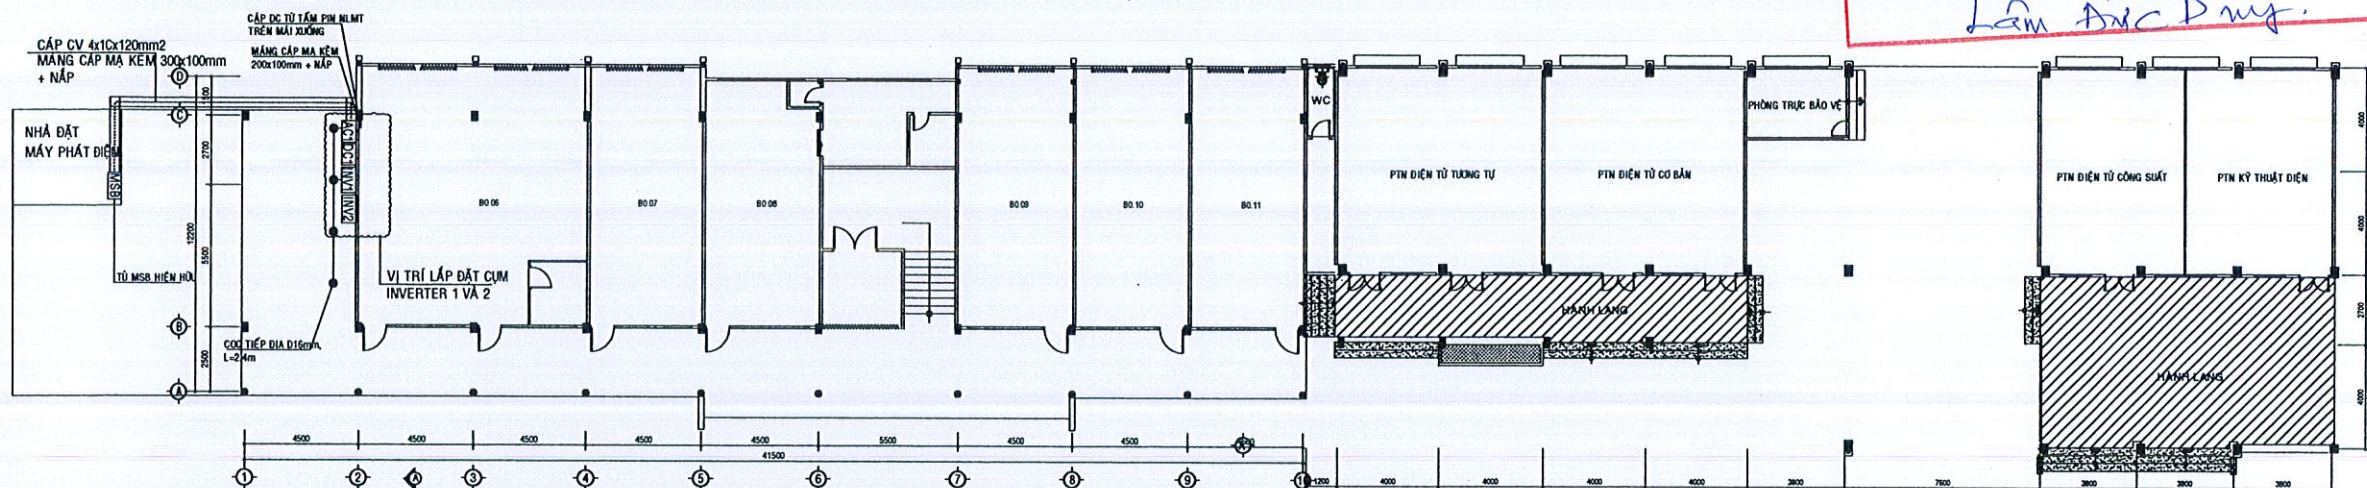 Lâm Đức Duy.
CÁP DC TỪ TẤM PIN NLMT
TRÊN MÁI XUỐNG
MÁNG CÁP MẠ KẼM
200x100mm + NẮP
CÁP CV 4x1Cx120mm2
MÁNG CÁP MẠ KẼM 300x100mm
+ NẮP
D
C
B
A
1500
2700
12200
5500
2500
NHÀ ĐẶT
MÁY PHÁT ĐIỆN
MSB
TỦ MSB HIỆN HỮU
AC1
DC1
INV1
INV2
VỊ TRÍ LẮP ĐẶT CỤM
INVERTER 1 VÀ 2
CỌC TIẾP ĐỊA D16mm,
L=2.4m
B0.06
B0.07
B0.08
B0.09
B0.10
B0.11
WC
PTN ĐIỆN TỬ TƯƠNG TỰ
PTN ĐIỆN TỬ CƠ BẢN
PHÒNG TRỰC BẢO VỆ
PTN ĐIỆN TỬ CÔNG SUẤT
PTN KỸ THUẬT ĐIỆN
HÀNH LANG
HÀNH LANG
4000
4000
2700
4000
4500
4500
4500
4500
4500
5500
4500
4500
41500
1200
4000
4000
4000
4000
3800
7500
3800
3800
3800
1
2
A
3
4
5
6
7
8
9
10